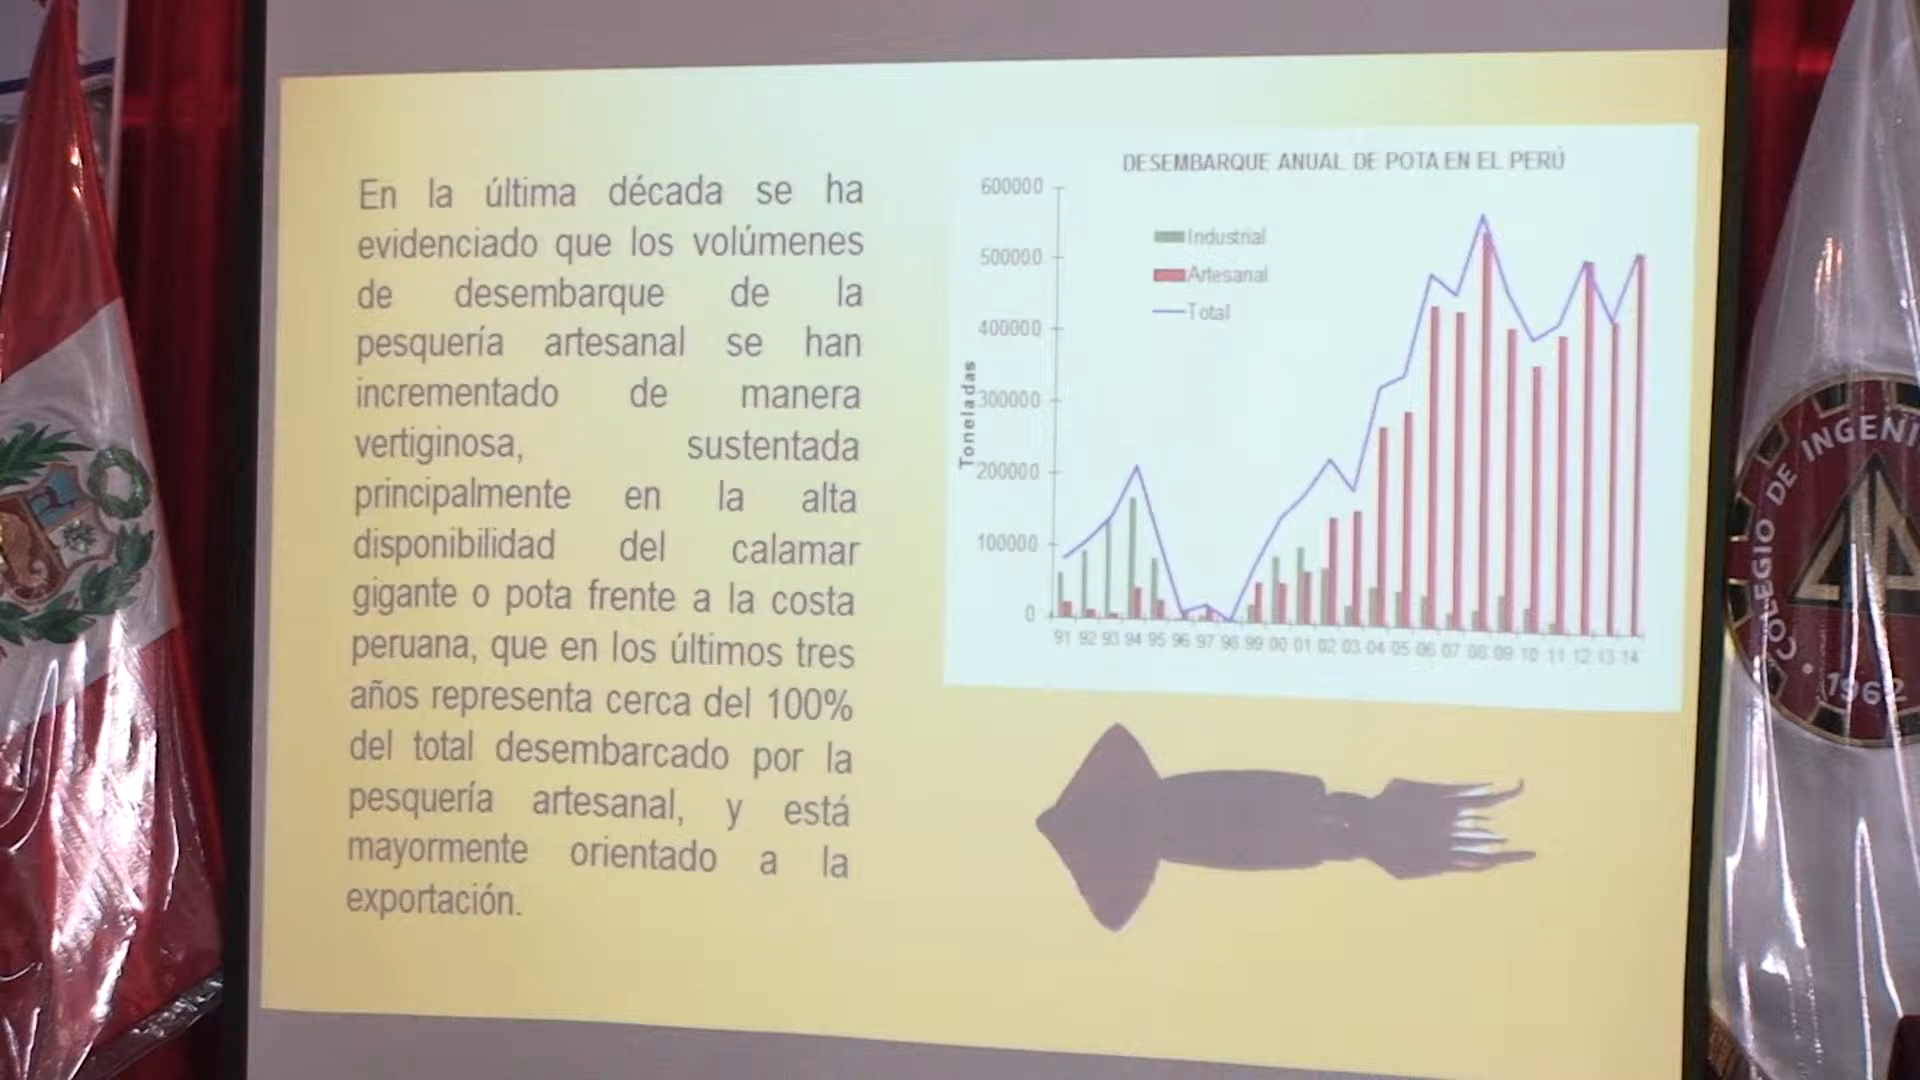 En la última década se ha
evidenciado que los volúmenes
de desembarque de la
pesquería artesanal se han
incrementado de manera
vertiginosa, sustentada
principalmente en la alta
disponibilidad del calamar
gigante o pota frente a la costa
peruana, que en los últimos tres
años representa cerca del 100%
del total desembarcado por la
pesquería artesanal, y está
mayormente orientado a la
exportación.
DESEMBARQUE ANUAL DE POTA EN EL PERÚ
600000
500000
400000
300000
200000
100000
0
Toneladas
Industrial
Artesanal
Total
91 92 93 94 95 96 97 98 99 00 01 02 03 04 05 06 07 08 09 10 11 12 13 14
COLEGIO DE
1962